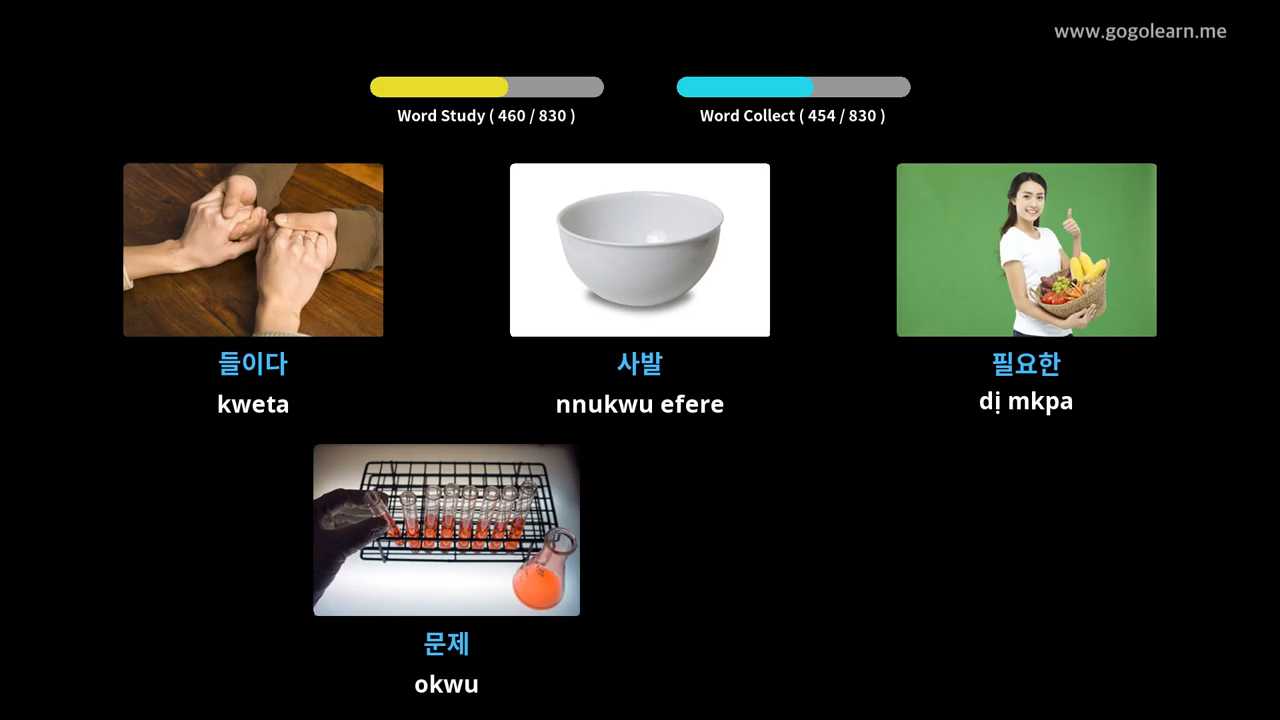 www.gogolearn.me
Word Study ( 460 / 830 )
Word Collect ( 454 / 830 )
들이다
kweta
사발
nnukwu efere
필요한
dị mkpa
문제
okwu